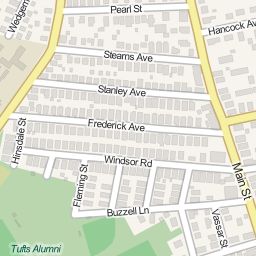 Pearl St
Wedgem
Hancock Av
Stearns Ave
Stanley Ave
Frederick Ave
Hinsdale St
Windsor Rd
Fleming St
Main St
Buzzell Ln
Vassar St
Tufts Alumni